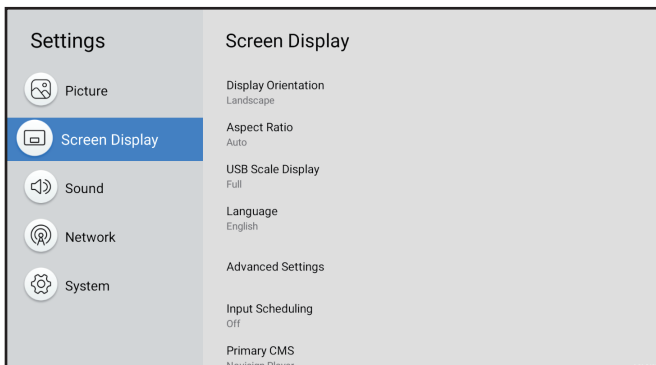 Settings
Picture
Screen Display
Sound
Network
System
Screen Display
Display Orientation
Landscape
Aspect Ratio
Auto
USB Scale Display
Full
Language
English
Advanced Settings
Input Scheduling
Off
Primary CMS